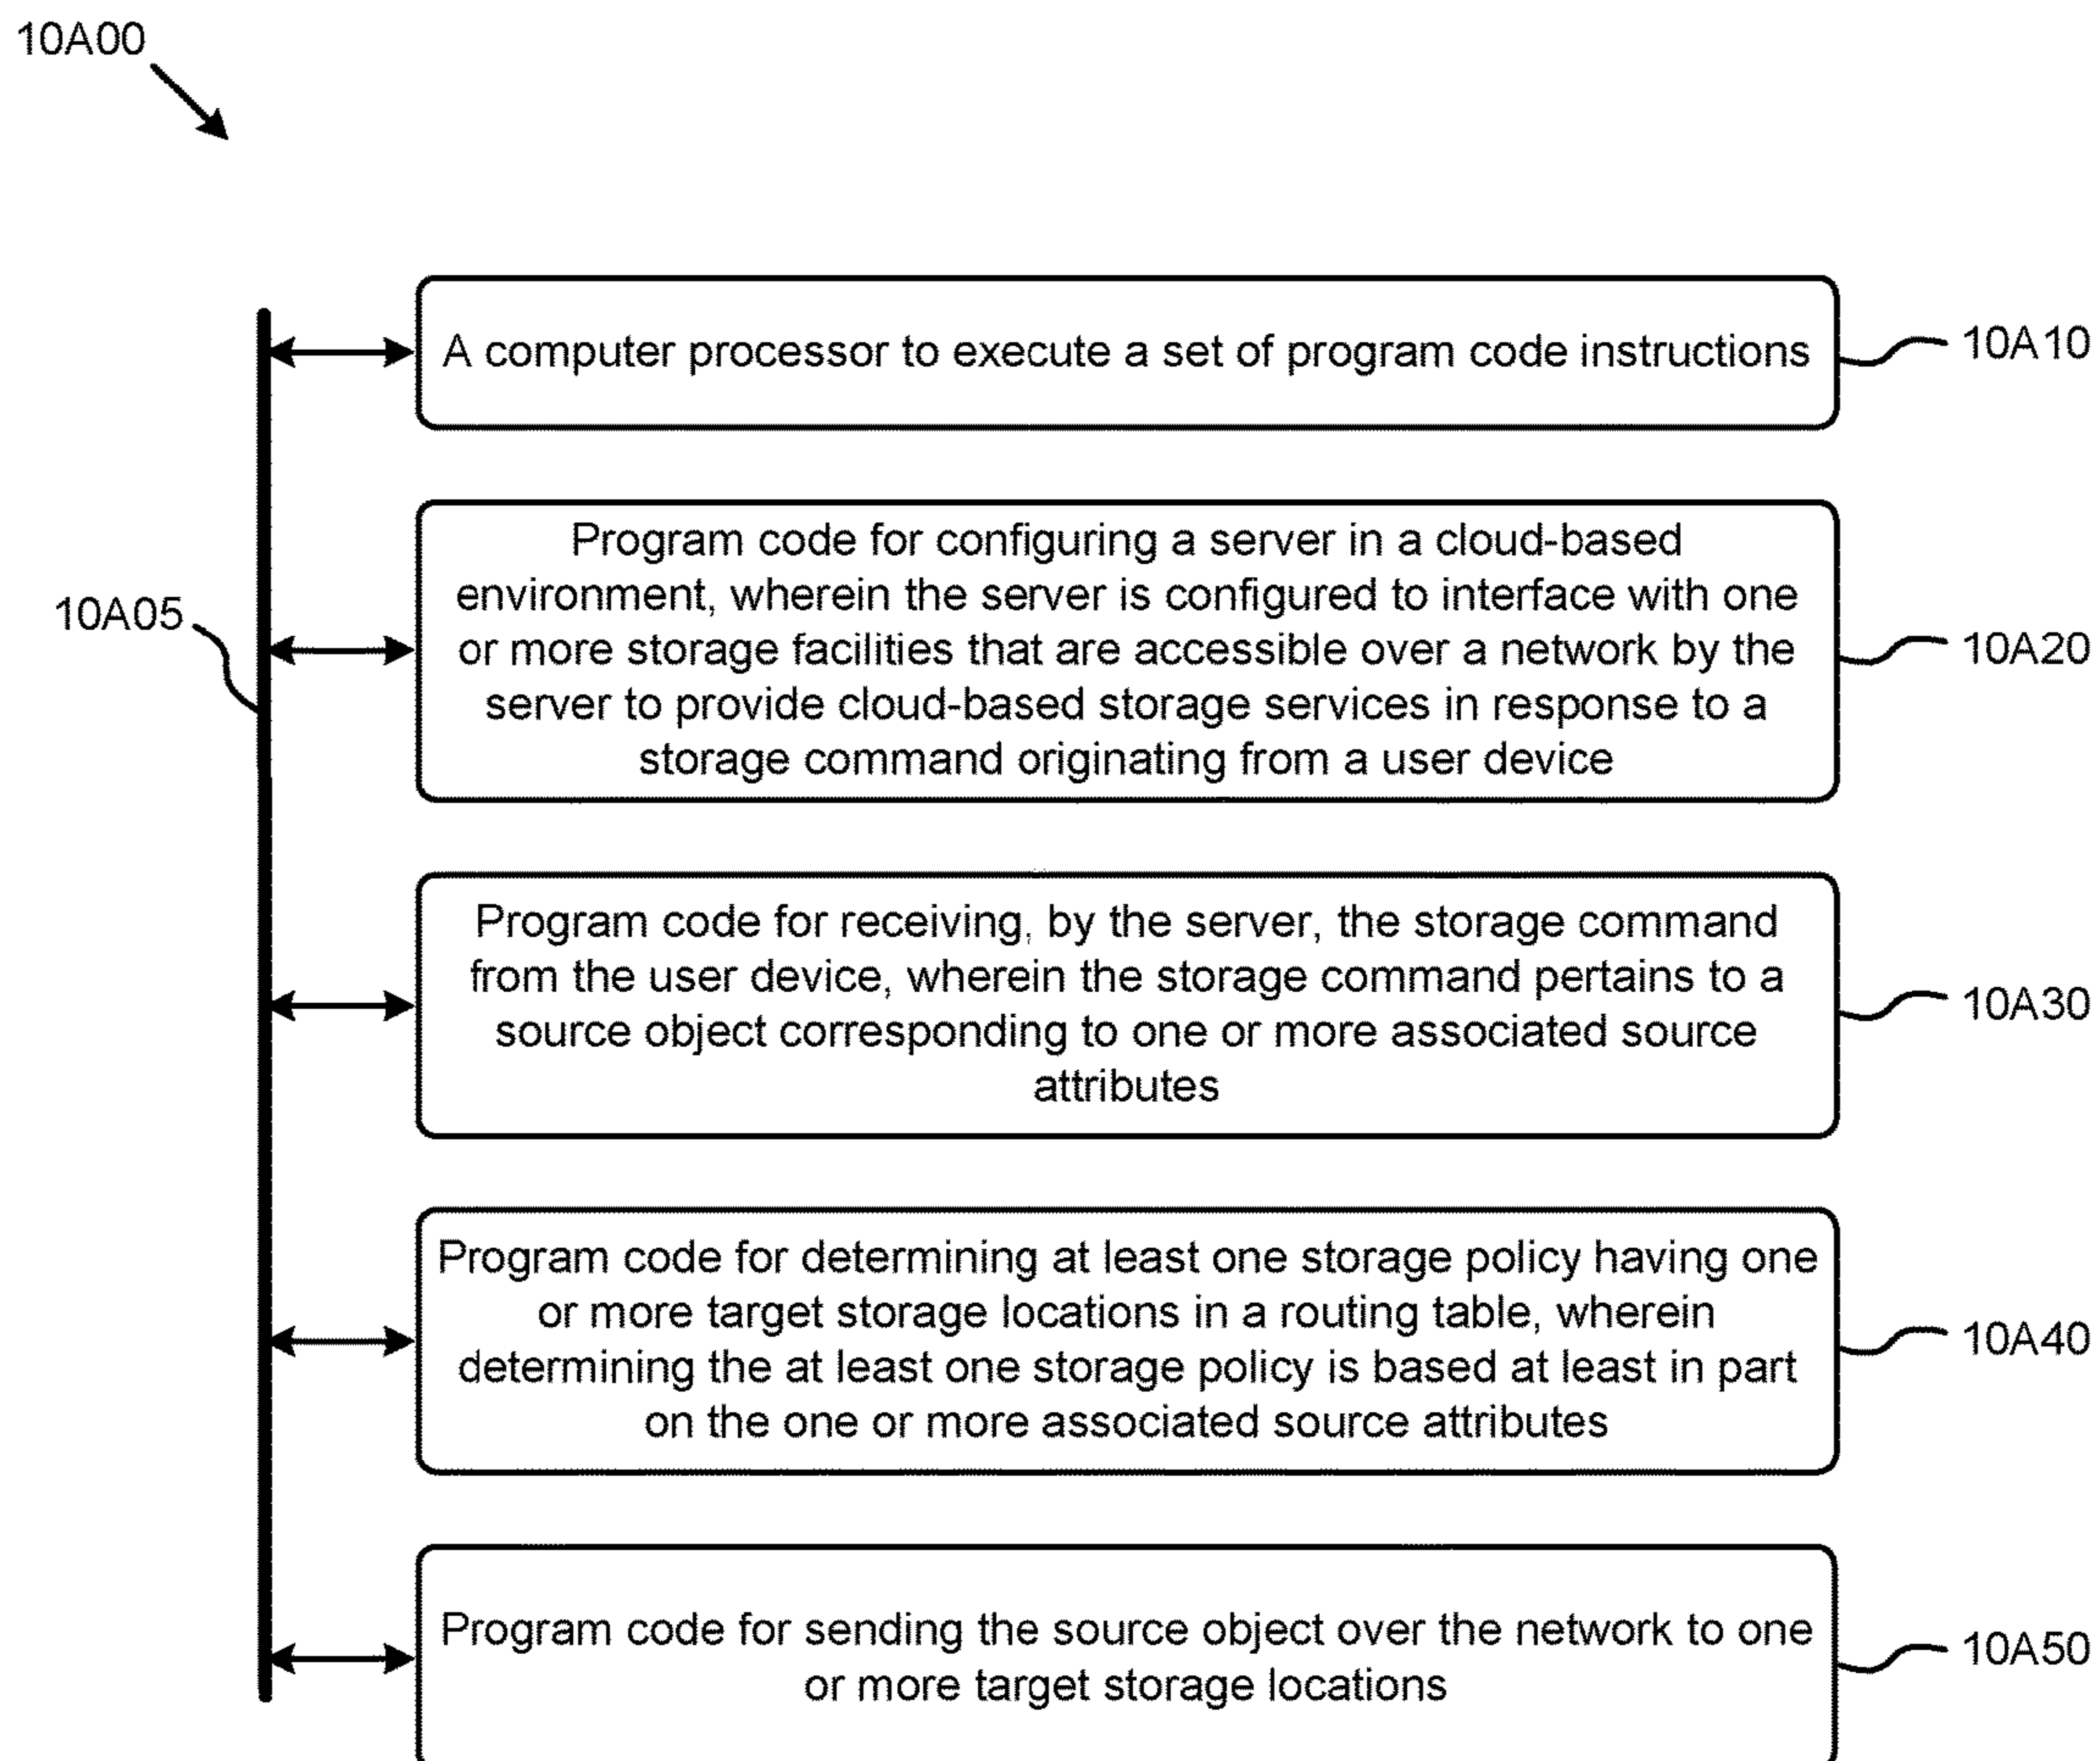 10A00
A computer processor to execute a set of program code instructions
10A10
Program code for configuring a server in a cloud-based
environment, wherein the server is configured to interface with one
or more storage facilities that are accessible over a network by the
server to provide cloud-based storage services in response to a
storage command originating from a user device
10A05
10A20
Program code for receiving, by the server, the storage command
from the user device, wherein the storage command pertains to a
source object corresponding to one or more associated source
attributes
10A30
Program code for determining at least one storage policy having one
or more target storage locations in a routing table, wherein
determining the at least one storage policy is based at least in part
on the one or more associated source attributes
10A40
Program code for sending the source object over the network to one
or more target storage locations
10A50